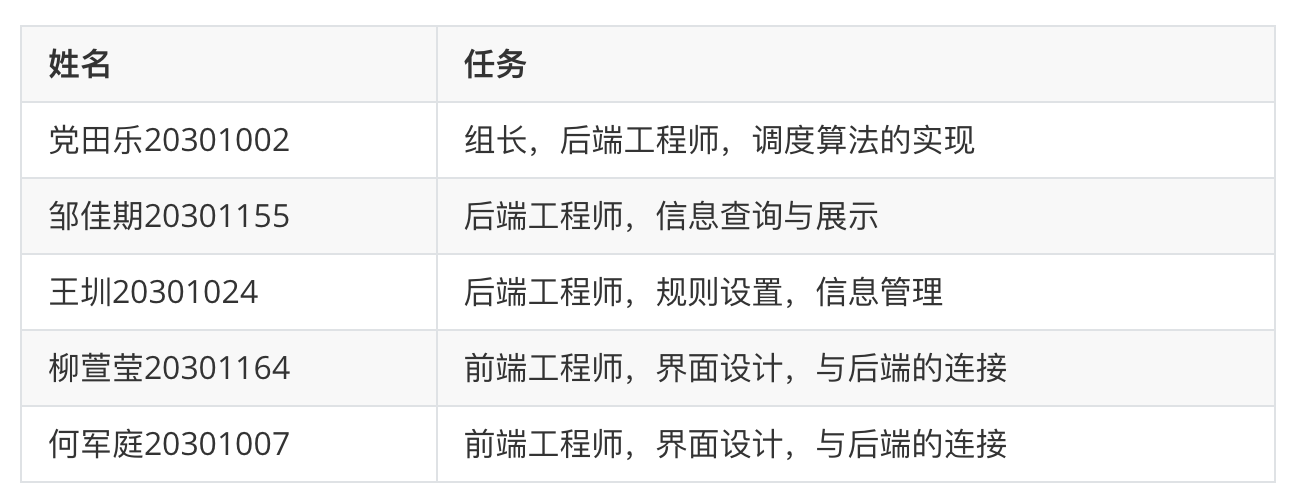 姓名 任务
党田乐20301002 组长，后端工程师，调度算法的实现
邹佳期20301155 后端工程师，信息查询与展示
王圳20301024 后端工程师，规则设置，信息管理
柳萱莹20301164 前端工程师，界面设计，与后端的连接
何军庭20301007 前端工程师，界面设计，与后端的连接